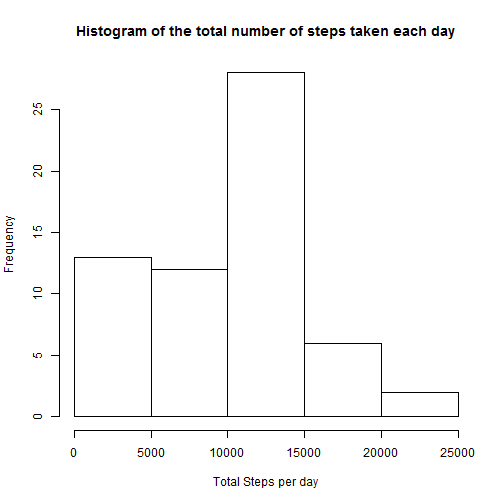 Histogram of the total number of steps taken each day
25
20
15
10
5
0
Frequency
0 5000 10000 15000 20000 25000
Total Steps per day